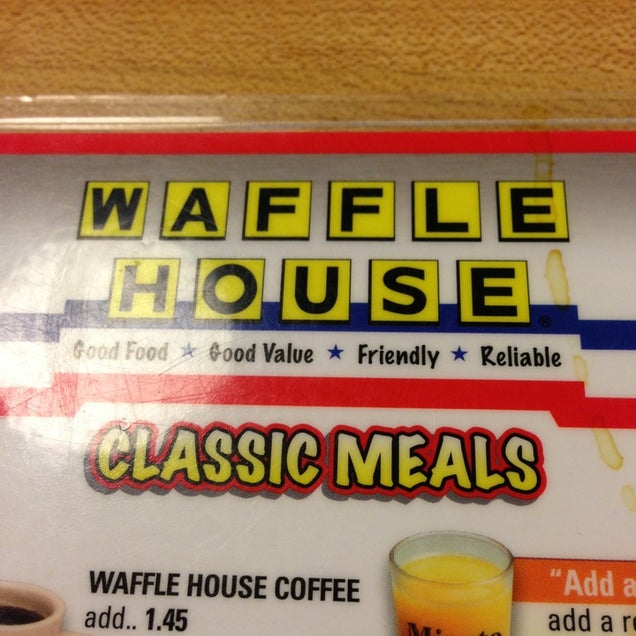 WAFFLE
HOUSE®
Good Food ★ Good Value ★ Friendly ★ Reliable
CLASSIC MEALS
WAFFLE HOUSE COFFEE
add.. 1.45
"Add a
add a